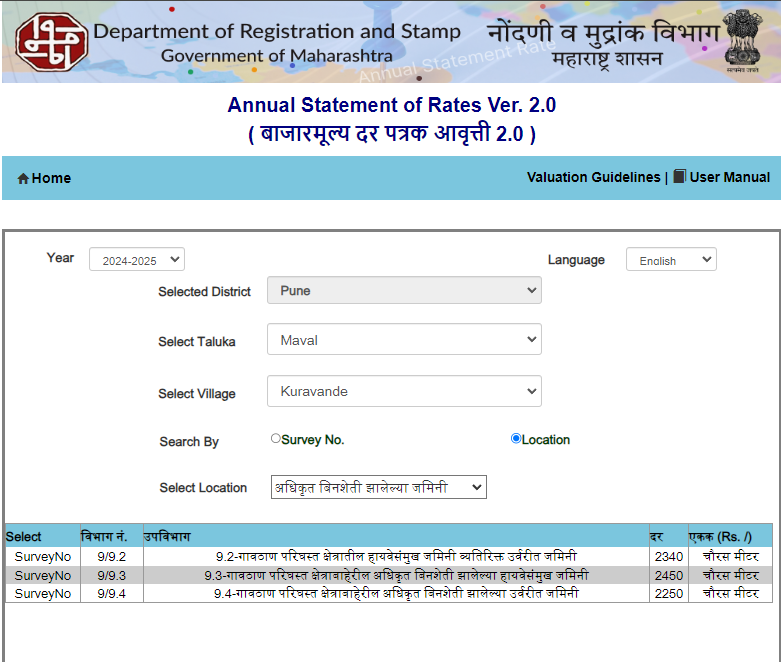 Department of Registration and Stamp
Government of Maharashtra
नोंदणी व मुद्रांक विभाग
महाराष्ट्र शासन
Annual Statement Rate
Annual Statement of Rates Ver. 2.0
( बाजारमूल्य दर पत्रक आवृत्ती 2.0 )
Home
Valuation Guidelines | User Manual
Year 2024-2025 Language English
Selected District Pune
Select Taluka Maval
Select Village Kuravande
Search By Survey No. Location
Select Location अधिकृत बिनशेती झालेल्या जमिनी
Select विभाग नं. उपविभाग दर एकक (Rs. /)
SurveyNo 9/9.2 9.2-गावठाण परिघस्त क्षेत्रातील हायवेसंमुख जमिनी व्यतिरिक्त उर्वरीत जमिनी 2340 चौरस मीटर
SurveyNo 9/9.3 9.3-गावठाण परिघस्त क्षेत्राबाहेरील अधिकृत बिनशेती झालेल्या हायवेसंमुख जमिनी 2450 चौरस मीटर
SurveyNo 9/9.4 9.4-गावठाण परिघस्त क्षेत्राबाहेरील अधिकृत बिनशेती झालेल्या उर्वरीत जमिनी 2250 चौरस मीटर